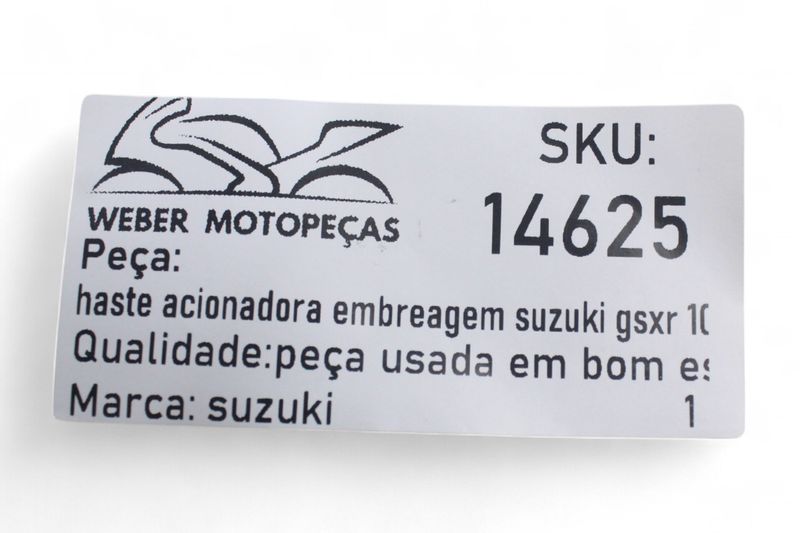 SKU:
14625
WEBER MOTOPEÇAS
Peça:
haste acionadora embreagem suzuki gsxr
Qualidade:peça usada em bom
Marca: suzuki 1